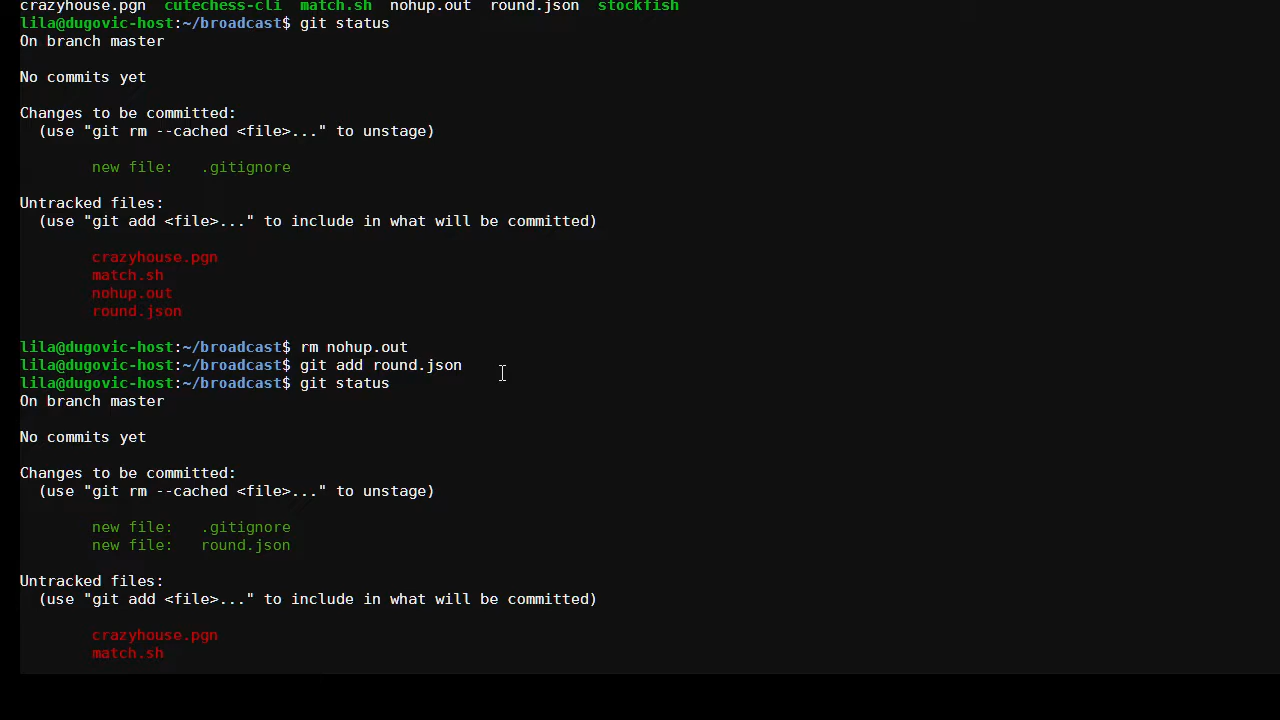 crazyhouse.pgn  cutechess-cli  match.sh  nohup.out  round.json  stockfish
lila@dugovic-host:~/broadcast$ git status
On branch master
No commits yet
Changes to be committed:
  (use "git rm --cached <file>..." to unstage)
        new file:   .gitignore
Untracked files:
  (use "git add <file>..." to include in what will be committed)
        crazyhouse.pgn
        match.sh
        nohup.out
        round.json
lila@dugovic-host:~/broadcast$ rm nohup.out
lila@dugovic-host:~/broadcast$ git add round.json
lila@dugovic-host:~/broadcast$ git status
On branch master
No commits yet
Changes to be committed:
  (use "git rm --cached <file>..." to unstage)
        new file:   .gitignore
        new file:   round.json
Untracked files:
  (use "git add <file>..." to include in what will be committed)
        crazyhouse.pgn
        match.sh